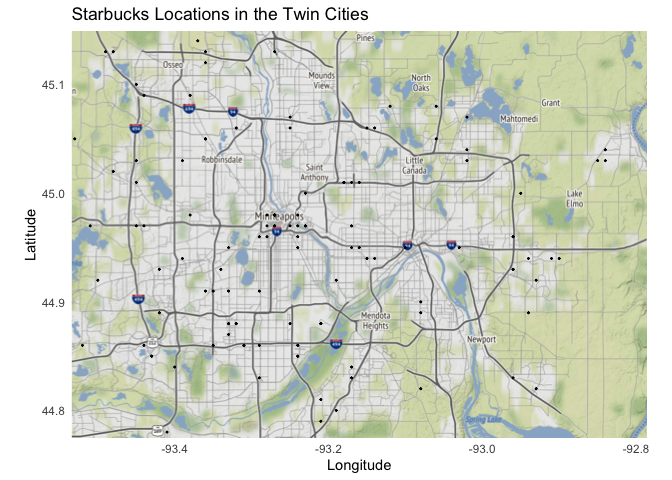 Starbucks Locations in the Twin Cities
Pines
Osseo
45.1
Mounds
View
North
Oaks
Grant
Mahtomedi
Robbinsdale
Saint
Anthony
Little
Canada
45.0
Lake
Elmo
Minneapolis
Latitude
44.9
Mendota
Heights
Newport
44.8
Spring Lake
-93.4
-93.2
-93.0
-92.8
Longitude